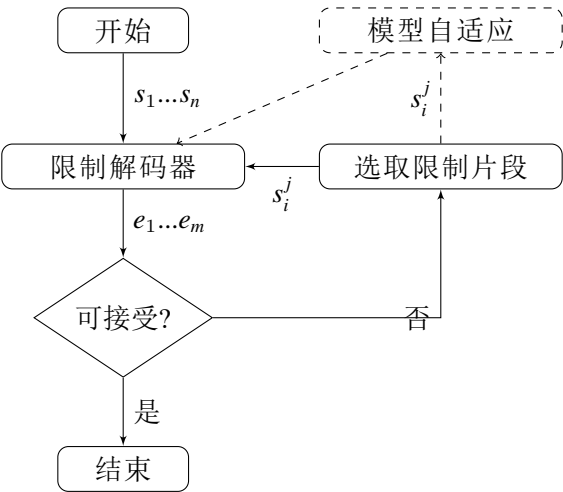 开始
模型自适应
s₁...sₙ
sᵢʲ
限制解码器
选取限制片段
sᵢʲ
e₁...eₘ
可接受?
否
是
结束